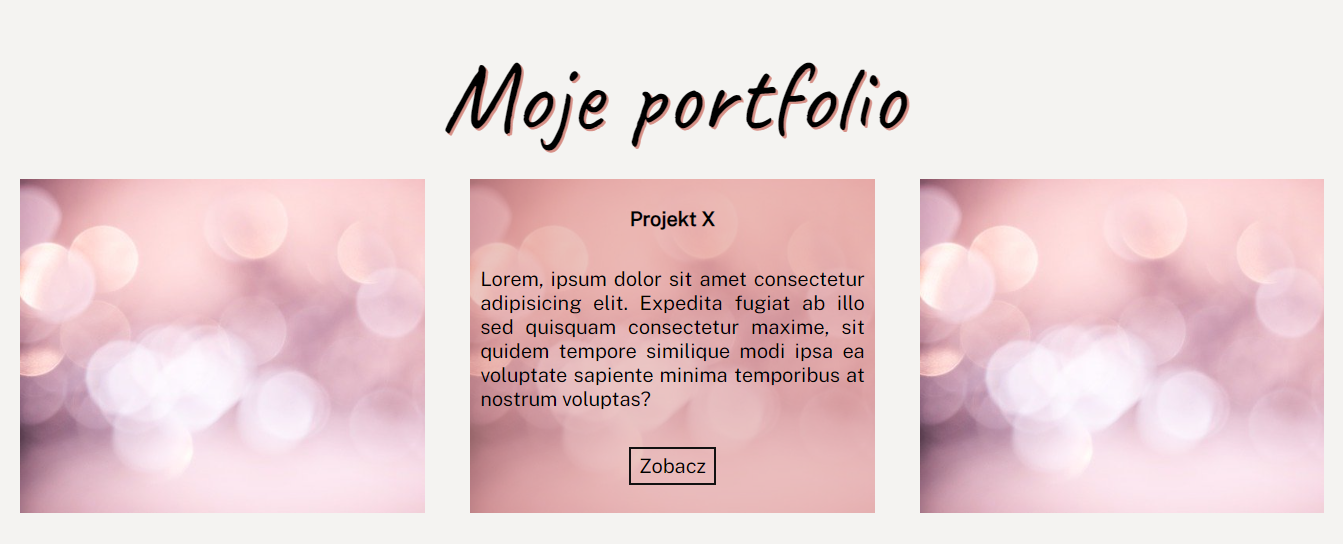 Moje portfolio
Projekt X
Lorem, ipsum dolor sit amet consectetur
adipisicing elit. Expedita fugiat ab illo
sed quisquam consectetur maxime, sit
quidem tempore similique modi ipsa ea
voluptate sapiente minima temporibus at
nostrum voluptas?
Zobacz